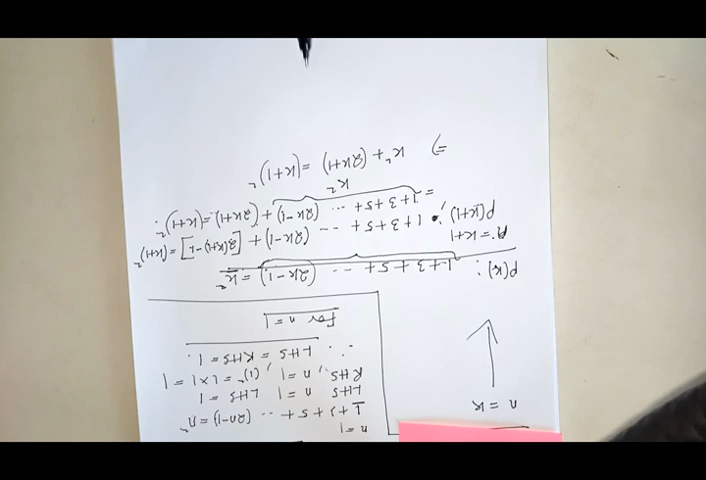 n=1
1+3+5+ ... (2n-1) = n²
LHS n=1 LHS = 1
RHS, n=1, (1)² = 1×1 = 1
∴ LHS = RHS = 1.
for n=1
n = k
P(k): 1+3+5+ ... (2k-1) = k²
n = k+1
P(k+1): 1+3+5+ ... (2k-1) + [2(k+1)-1] = (k+1)²
= 1+3+5+ ... (2k-1) + (2k+1) = (k+1)².
k²
⇒ k² + (2k+1) = (k+1)²